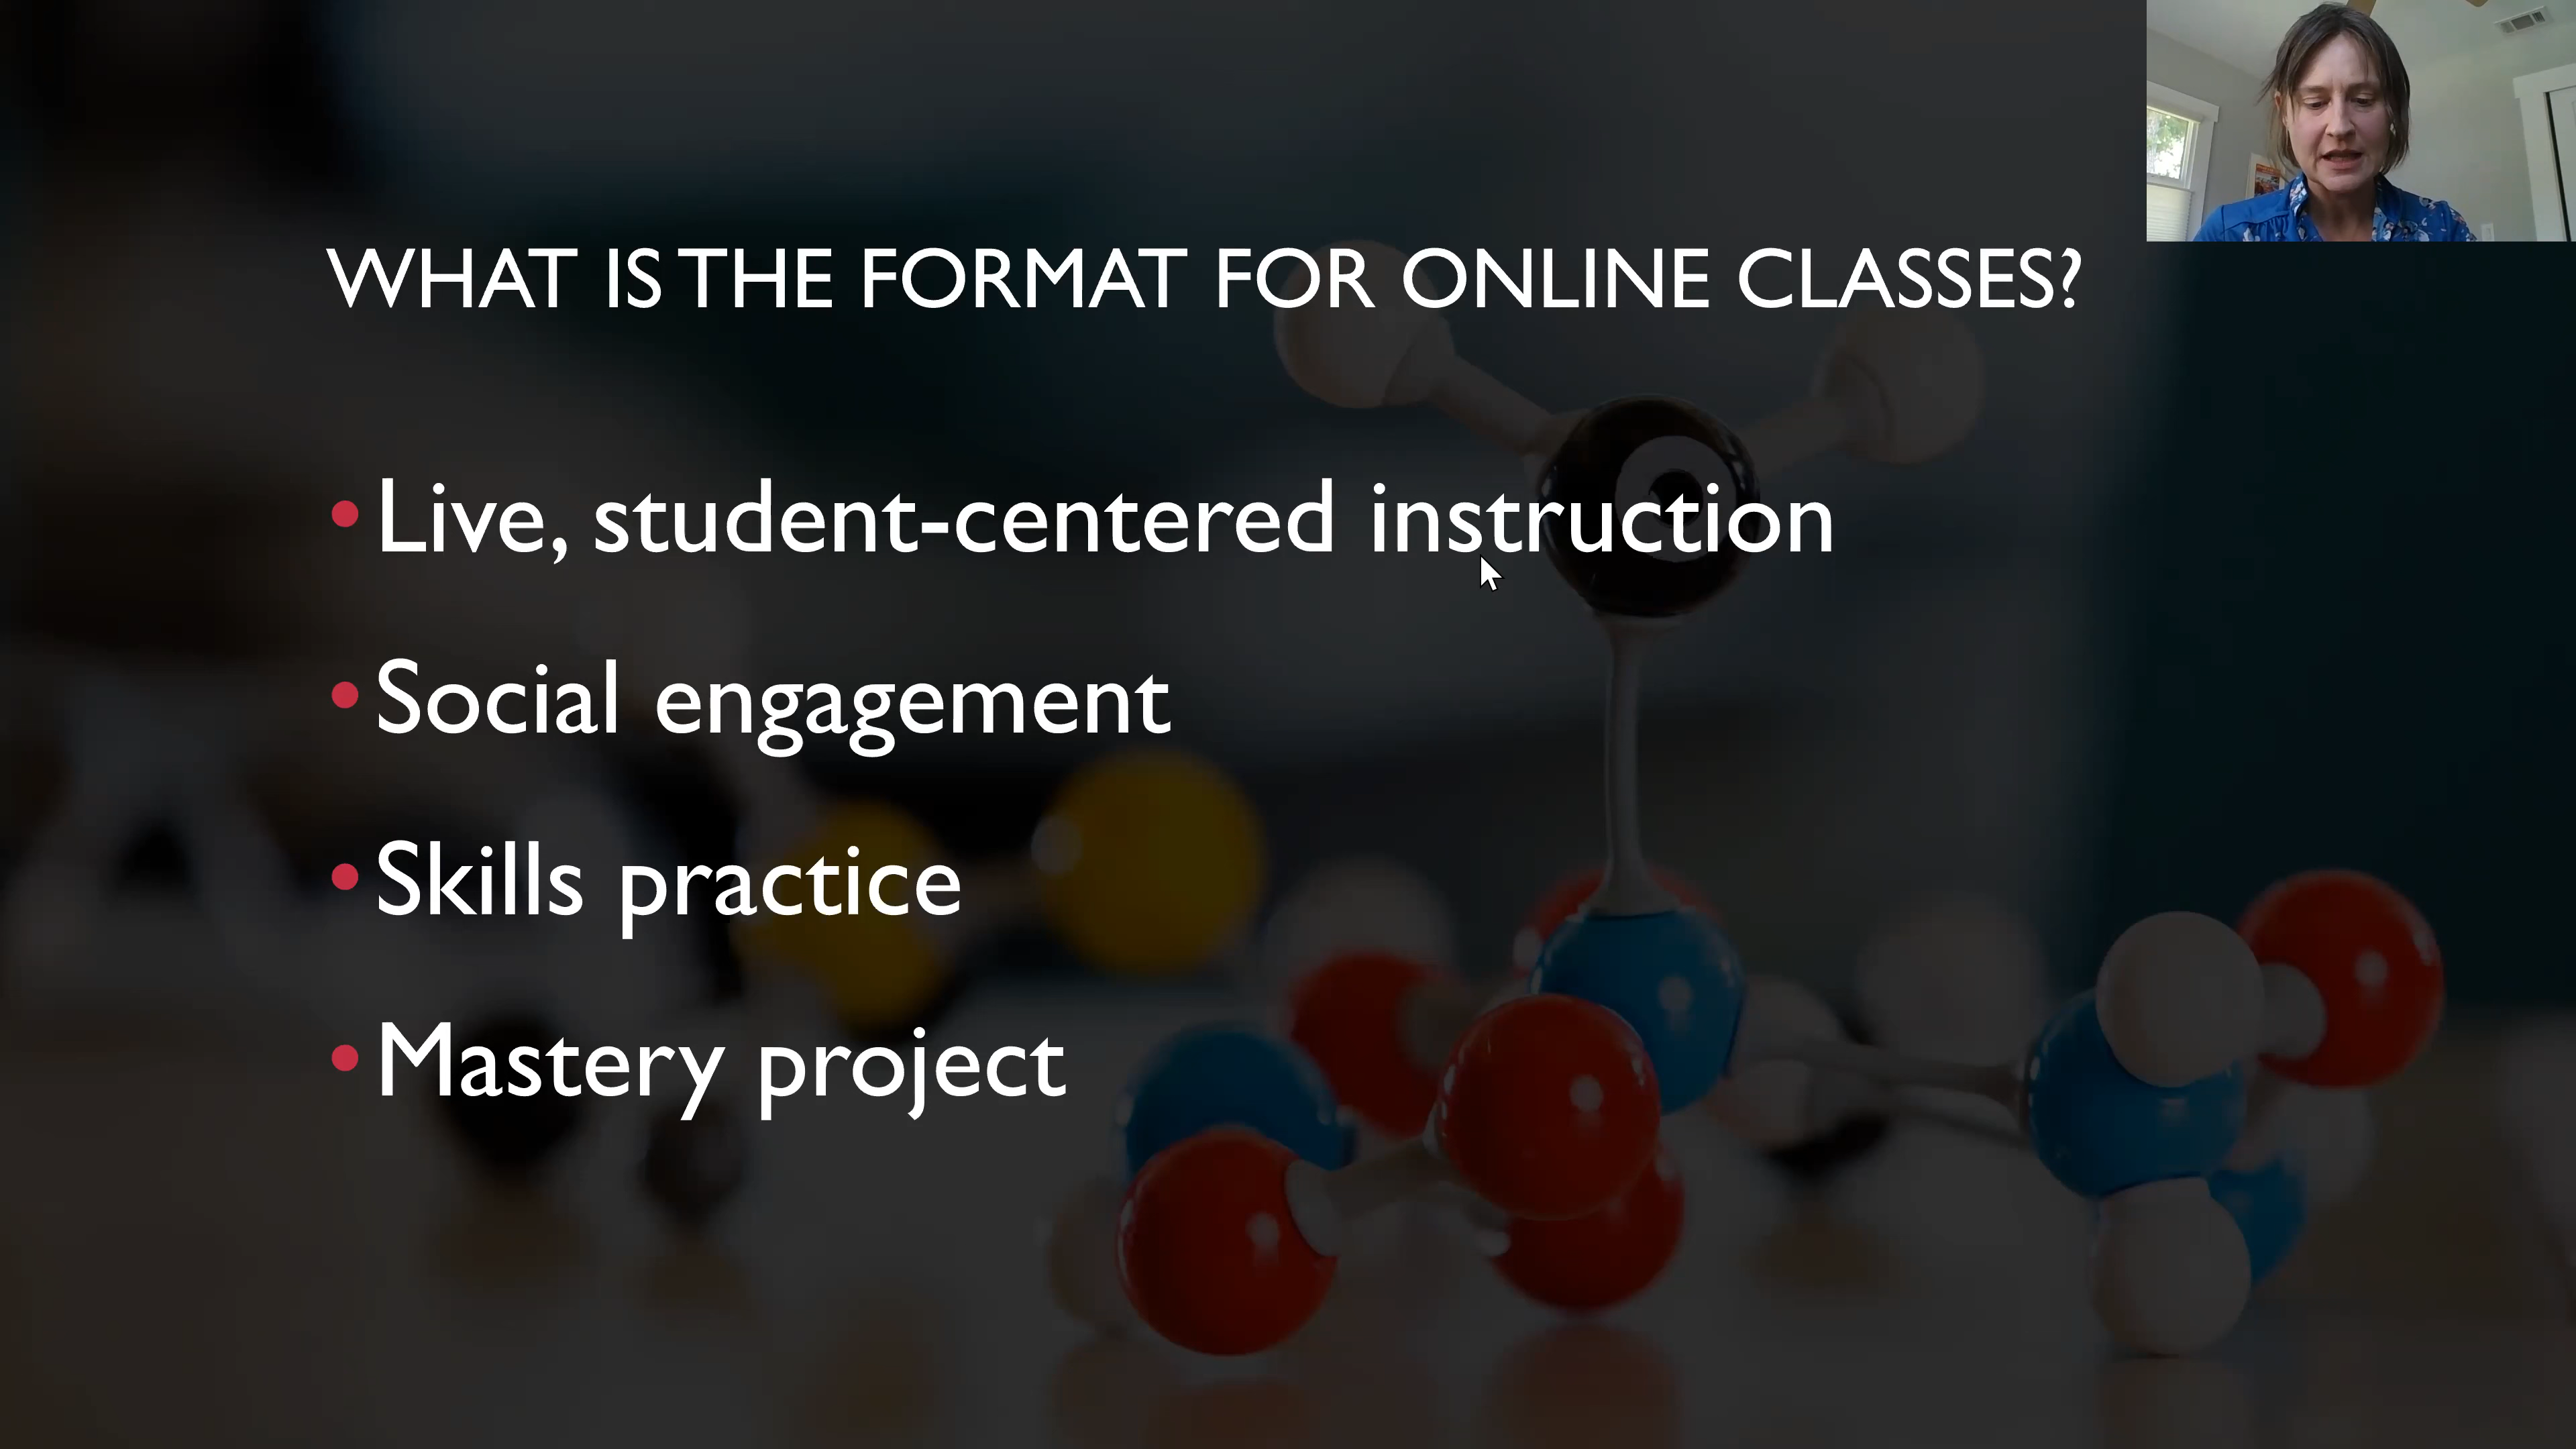 WHAT IS THE FORMAT FOR ONLINE CLASSES?
• Live, student-centered instruction
• Social engagement
• Skills practice
• Mastery project